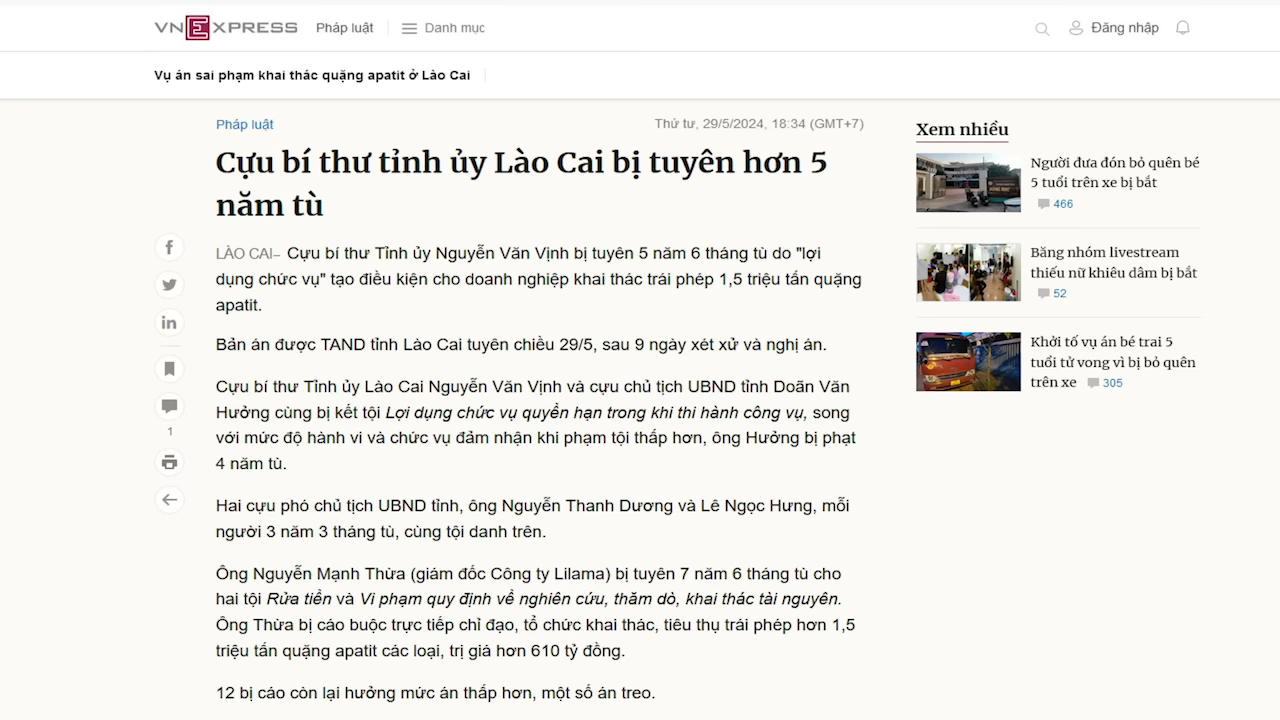 VNEXPRESS Pháp luật Danh mục Đăng nhập
Vụ án sai phạm khai thác quặng apatit ở Lào Cai
Pháp luật Thứ tư, 29/5/2024, 18:34 (GMT+7)
Cựu bí thư tỉnh ủy Lào Cai bị tuyên hơn 5
năm tù
LÀO CAI– Cựu bí thư Tỉnh ủy Nguyễn Văn Vịnh bị tuyên 5 năm 6 tháng tù do "lợi
dụng chức vụ" tạo điều kiện cho doanh nghiệp khai thác trái phép 1,5 triệu tấn quặng
apatit.
Bản án được TAND tỉnh Lào Cai tuyên chiều 29/5, sau 9 ngày xét xử và nghị án.
Cựu bí thư Tỉnh ủy Lào Cai Nguyễn Văn Vịnh và cựu chủ tịch UBND tỉnh Doãn Văn
Hưởng cùng bị kết tội Lợi dụng chức vụ quyền hạn trong khi thi hành công vụ, song
với mức độ hành vi và chức vụ đảm nhận khi phạm tội thấp hơn, ông Hưởng bị phạt
4 năm tù.
1
Hai cựu phó chủ tịch UBND tỉnh, ông Nguyễn Thanh Dương và Lê Ngọc Hưng, mỗi
người 3 năm 3 tháng tù, cùng tội danh trên.
Ông Nguyễn Mạnh Thừa (giám đốc Công ty Lilama) bị tuyên 7 năm 6 tháng tù cho
hai tội Rửa tiền và Vi phạm quy định về nghiên cứu, thăm dò, khai thác tài nguyên.
Ông Thừa bị cáo buộc trực tiếp chỉ đạo, tổ chức khai thác, tiêu thụ trái phép hơn 1,5
triệu tấn quặng apatit các loại, trị giá hơn 610 tỷ đồng.
12 bị cáo còn lại hưởng mức án thấp hơn, một số án treo.
Xem nhiều
Người đưa đón bỏ quên bé
5 tuổi trên xe bị bắt
466
Băng nhóm livestream
thiếu nữ khiêu dâm bị bắt
52
Khởi tố vụ án bé trai 5
tuổi tử vong vì bị bỏ quên
trên xe 305